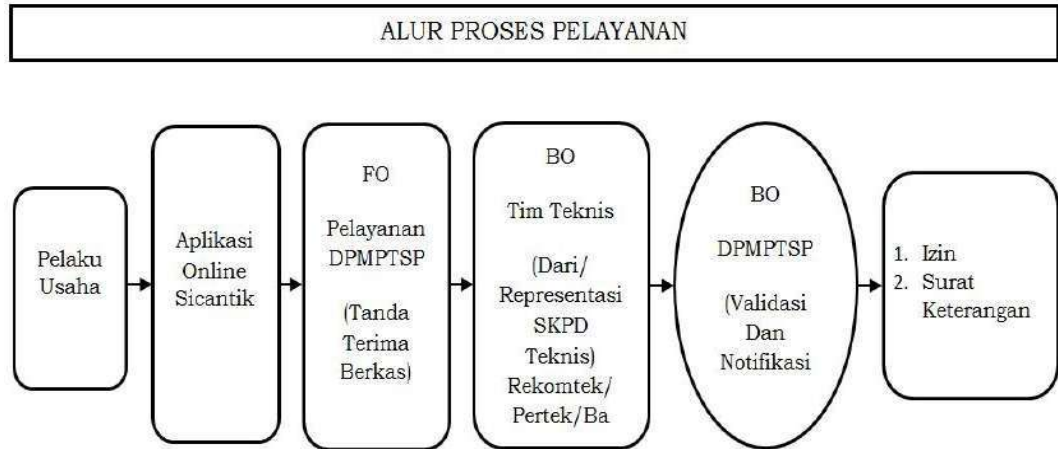 ALUR PROSES PELAYANAN
Pelaku
Usaha
Aplikasi
Online
Sicantik
FO
Pelayanan
DPMPTSP
(Tanda
Terima
Berkas)
BO
Tim Teknis
(Dari/
Representasi
SKPD
Teknis)
Rekomtek/
Pertek/Ba
BO
DPMPTSP
(Validasi
Dan
Notifikasi
1. Izin
2. Surat
Keterangan